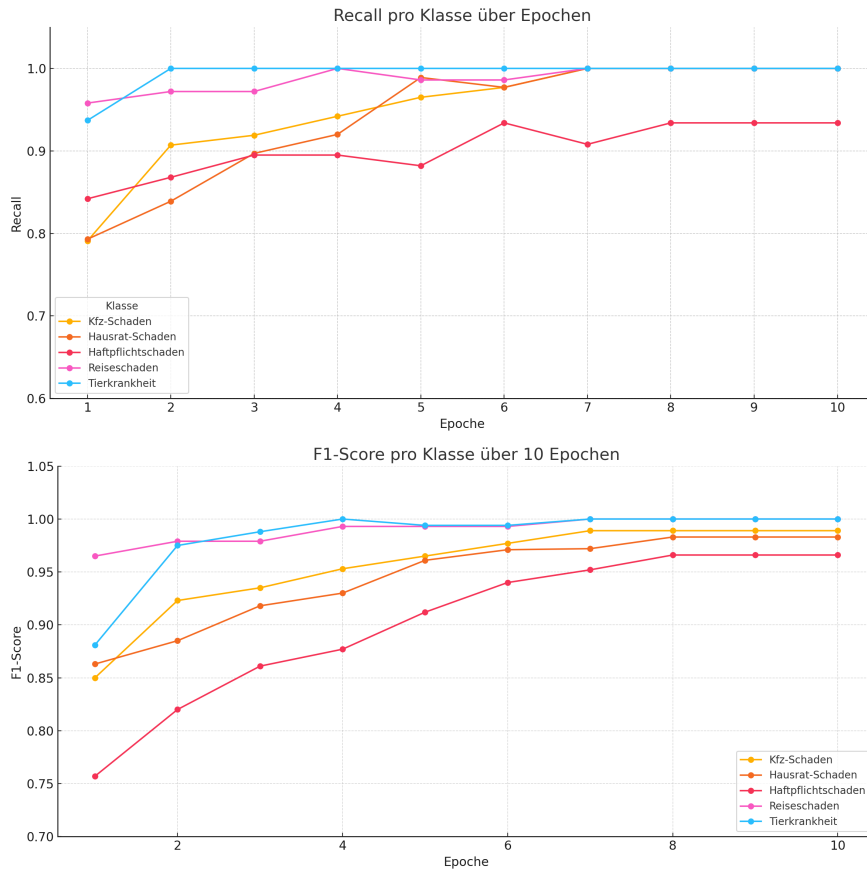 Recall pro Klasse über Epochen
1.0
0.9
0.8
0.7
0.6
Recall
Klasse
Kfz-Schaden
Hausrat-Schaden
Haftpflichtschaden
Reiseschaden
Tierkrankheit
1 2 3 4 5 6 7 8 9 10
Epoche
F1-Score pro Klasse über 10 Epochen
1.05
1.00
0.95
0.90
0.85
0.80
0.75
0.70
F1-Score
Kfz-Schaden
Hausrat-Schaden
Haftpflichtschaden
Reiseschaden
Tierkrankheit
2 4 6 8 10
Epoche